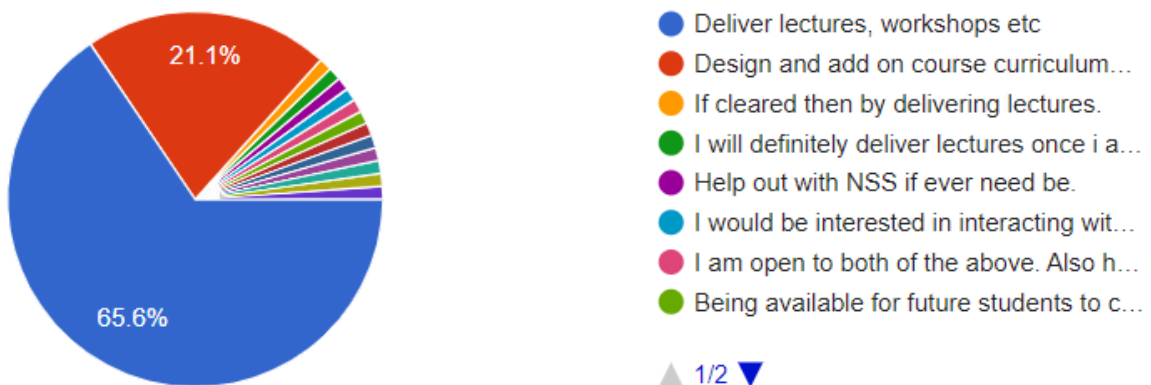 21.1%
65.6%
Deliver lectures, workshops etc
Design and add on course curriculum...
If cleared then by delivering lectures.
I will definitely deliver lectures once i a...
Help out with NSS if ever need be.
I would be interested in interacting wit...
I am open to both of the above. Also h...
Being available for future students to c...
1/2